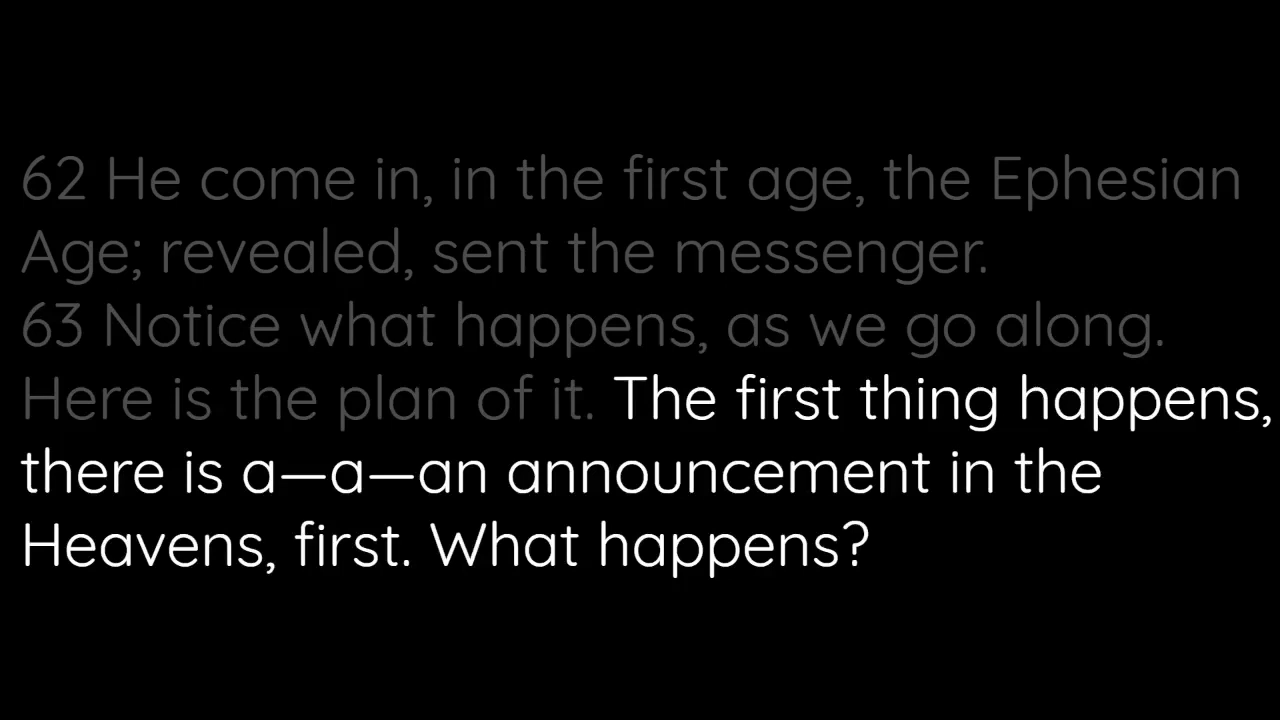 62 He come in, in the first age, the Ephesian
Age; revealed, sent the messenger.
63 Notice what happens, as we go along.
Here is the plan of it. The first thing happens,
there is a—a—an announcement in the
Heavens, first. What happens?